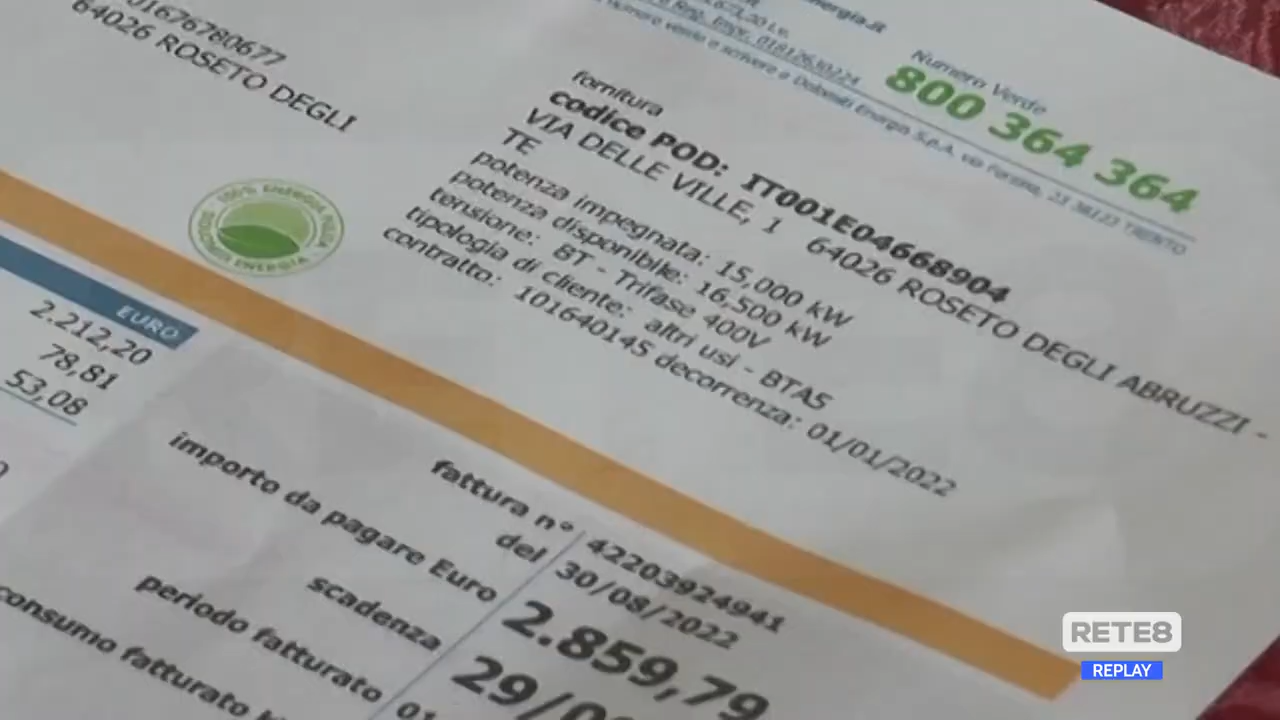 01676780677
64026 ROSETO DEGLI
Numero Verde
800 364 364
fornitura
codice POD: IT001E04668904
VIA DELLE VILLE, 1 64026 ROSETO DEGLI ABRUZZI -
TE
potenza impegnata: 15,000 kW
potenza disponibile: 16,500 kW
tensione: BT - Trifase 400V
tipologia di cliente: altri usi - BTA5
contratto: 101640145 decorrenza: 01/01/2022
100% ENERGIA PULITA
EURO
2.212,20
78,81
53,08
fattura n° 42203924941
del 30/08/2022
importo da pagare Euro 2.859,79
scadenza 29/0
periodo fatturato 01
consumo fatturato
RETE8
REPLAY